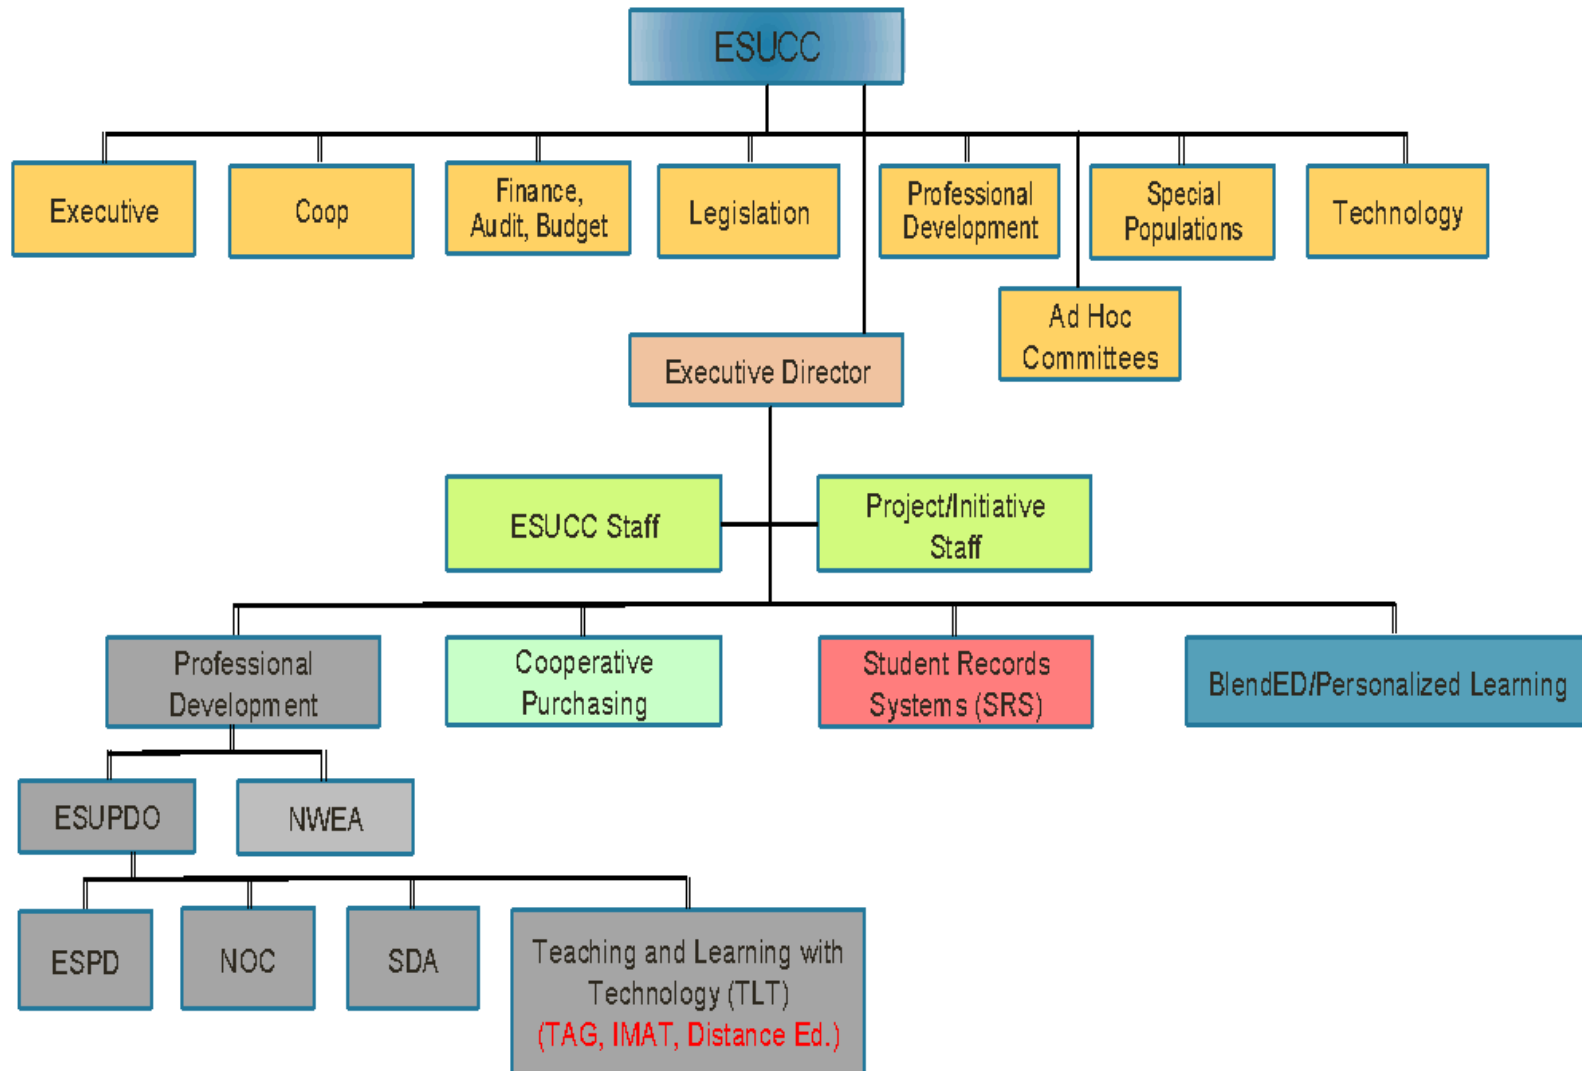 ESUCC
Executive
Coop
Finance,
Audit, Budget
Legislation
Professional
Development
Special
Populations
Technology
Ad Hoc
Committees
Executive Director
ESUCC Staff
Project/Initiative
Staff
Professional
Development
Cooperative
Purchasing
Student Records
Systems (SRS)
BlendED/Personalized Learning
ESUPDO
NWEA
ESPD
NOC
SDA
Teaching and Learning with
Technology (TLT)
(TAG, IMAT, Distance Ed.)